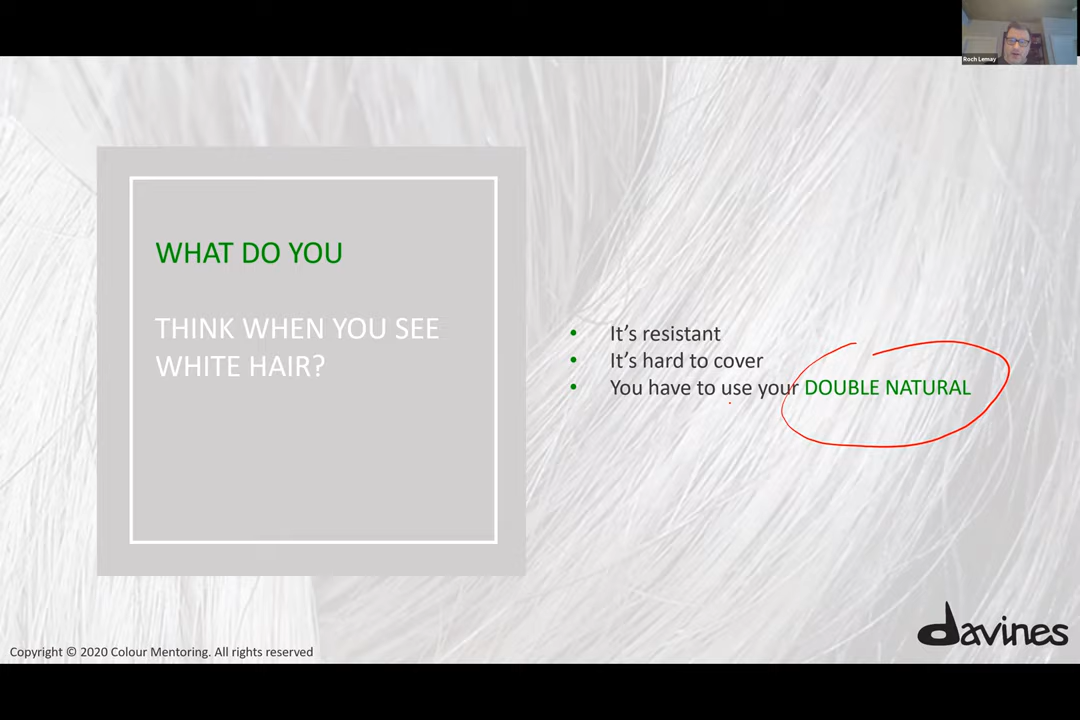 Roch Lemay
WHAT DO YOU
THINK WHEN YOU SEE
WHITE HAIR?
• It’s resistant
• It’s hard to cover
• You have to use your DOUBLE NATURAL
davines
Copyright © 2020 Colour Mentoring. All rights reserved